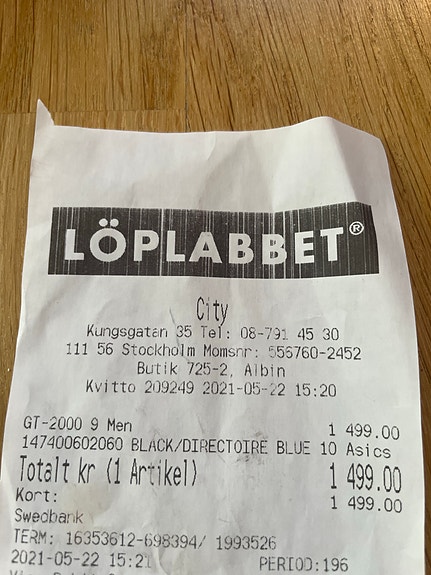 LÖPLABBET®
City
Kungsgatan 35 Tel: 08-791 45 30
111 56 Stockholm Momsnr: 556760-2452
Butik 725-2, Albin
Kvitto 209249 2021-05-22 15:20
GT-2000 9 Men 1 499.00
147400602060 BLACK/DIRECTOIRE BLUE 10 Asics
Totalt kr (1 Artikel) 1 499.00
Kort: 1 499.00
Swedbank
TERM: 16353612-698394/ 1993526
2021-05-22 15:21 PERIOD:196